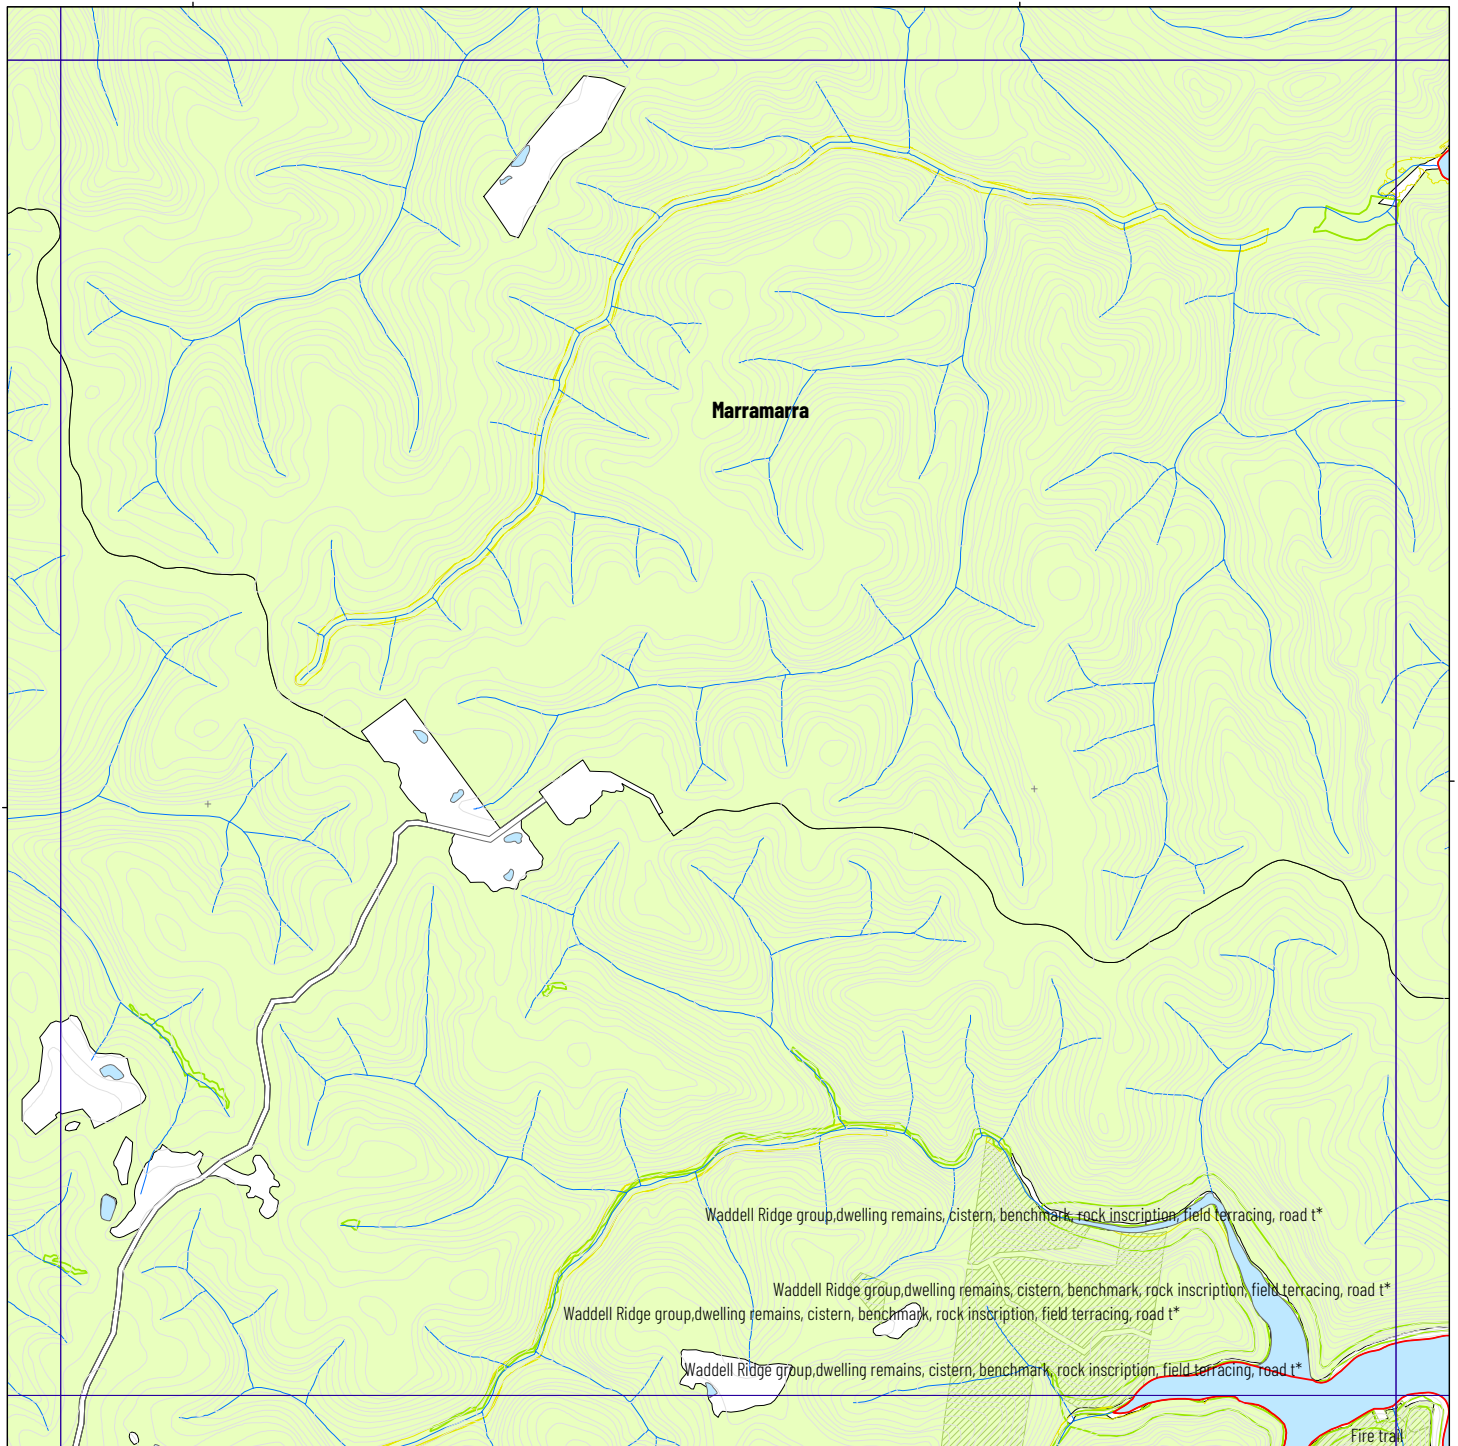 Marramarra
Waddell Ridge group,dwelling remains, cistern, benchmark, rock inscription, field terracing, road t*
Waddell Ridge group,dwelling remains, cistern, benchmark, rock inscription, field terracing, road t*
Waddell Ridge group,dwelling remains, cistern, benchmark, rock inscription, field terracing, road t*
Waddell Ridge group,dwelling remains, cistern, benchmark, rock inscription, field terracing, road t*
Fire trail